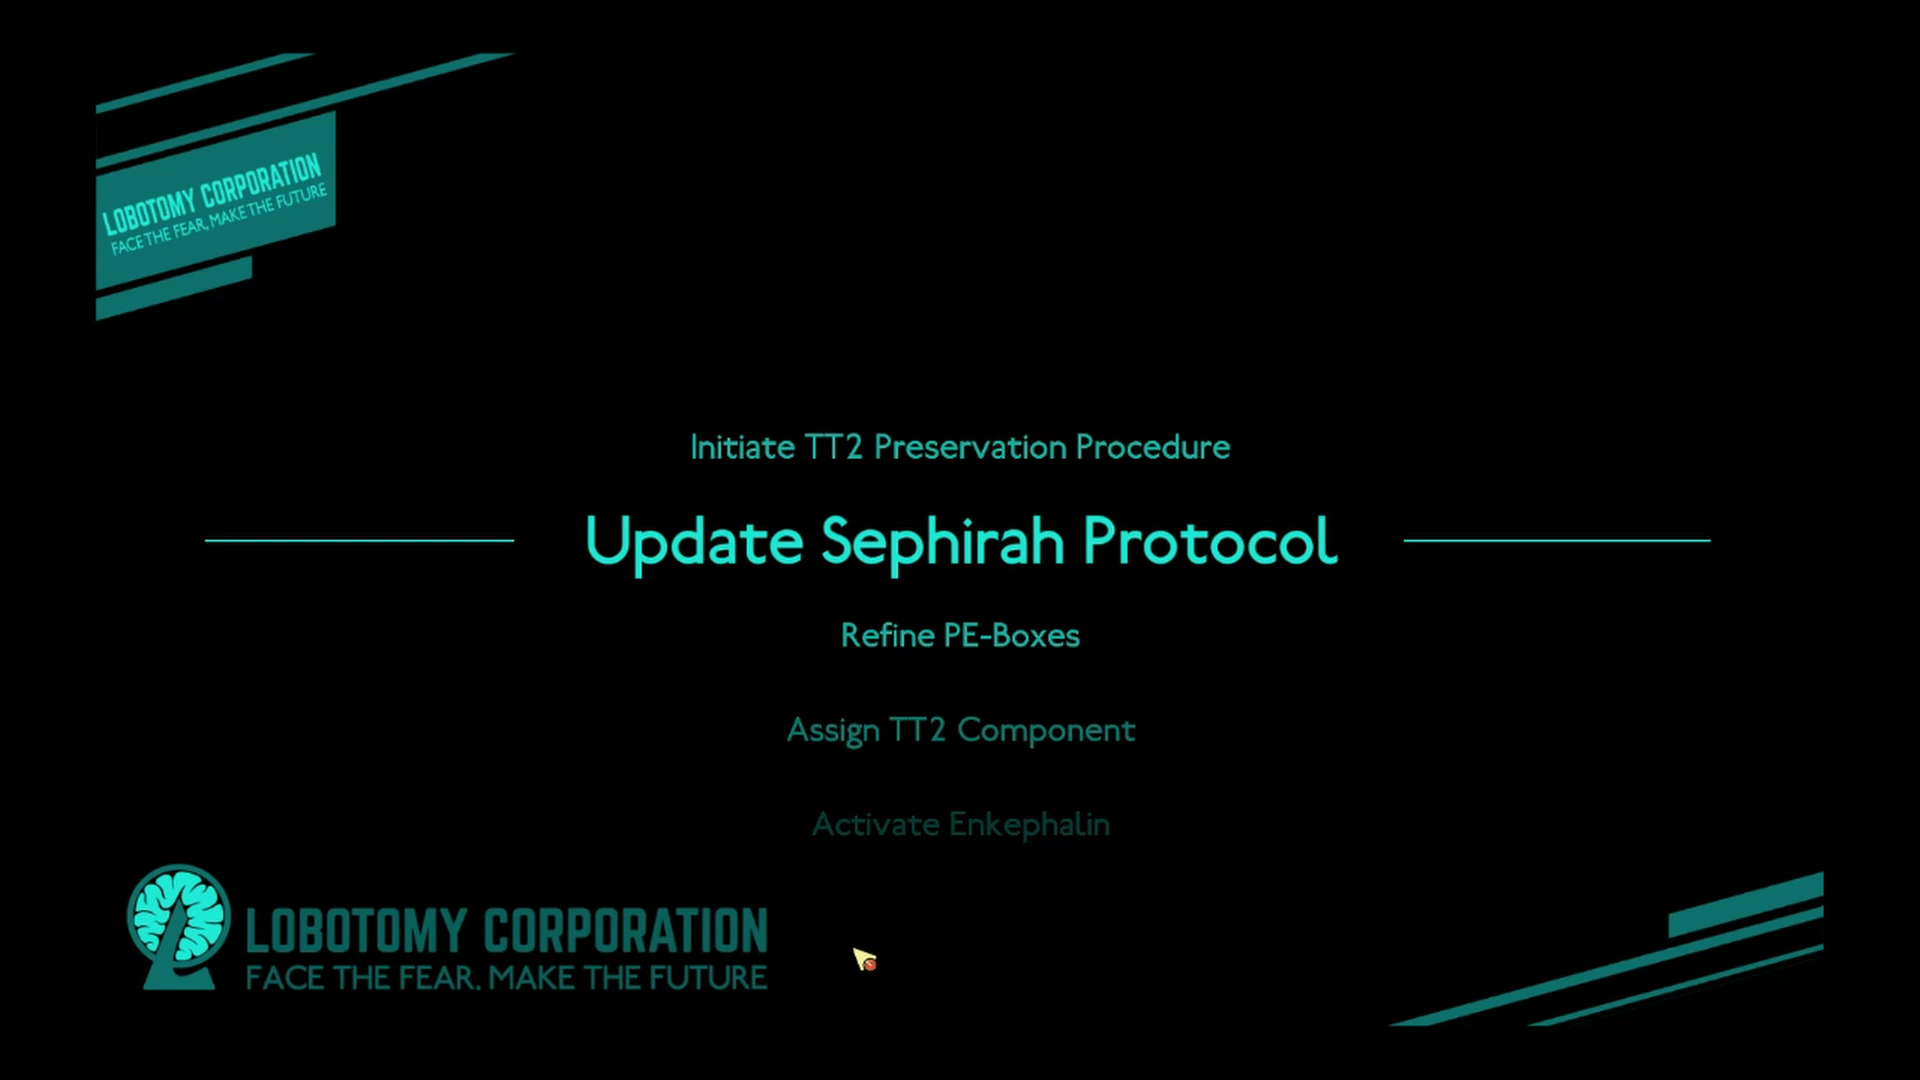 LOBOTOMY CORPORATION
FACE THE FEAR, MAKE THE FUTURE
Initiate TT2 Preservation Procedure
Update Sephirah Protocol
Refine PE-Boxes
Assign TT2 Component
Activate Enkephalin
LOBOTOMY CORPORATION
FACE THE FEAR. MAKE THE FUTURE